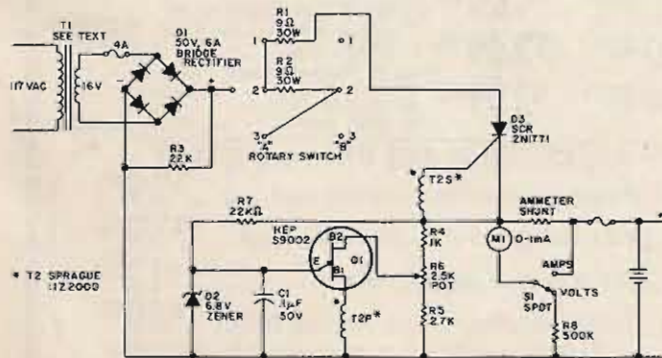 T1
SEE TEXT
117VAC
4A
16V
D1
50V, 6A
BRIDGE
RECTIFIER
-
+
R1
9Ω
30W
1
1
R2
9Ω
30W
2
2
3
3
"A"
"B"
ROTARY SWITCH
R3
22K
D3
SCR
2N1771
T2S*
R7
22KΩ
HEP
S9002
B2
E
B1
Q1
R4
1K
R6
2.5K
POT
R5
2.7K
AMMETER
SHUNT
M1
0-1mA
AMPS
VOLTS
S1
SPDT
R8
500K
* T2 SPRAGUE
11Z2000
D2
6.8V
ZENER
C1
.1µF
50V
T2P*